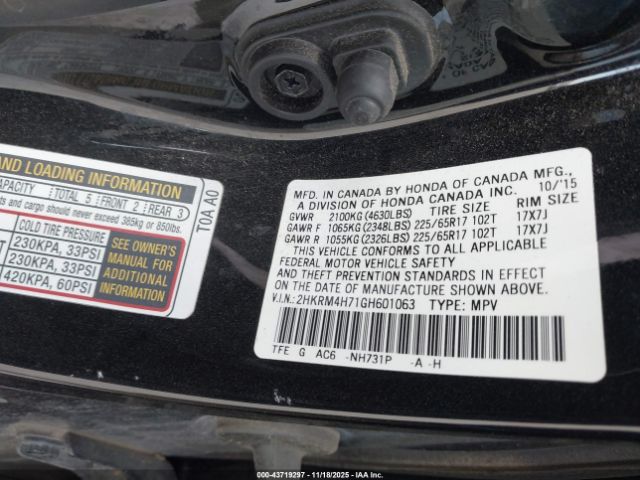 AND LOADING INFORMATION
CAPACITY | TOTAL 5 | FRONT 2 | REAR 3
ts and cargo should never exceed 385kg or 850lbs.
COLD TIRE PRESSURE
230KPA, 33PSI
230KPA, 33PSI
420KPA, 60PSI
SEE OWNER'S
MANUAL FOR
ADDITIONAL
INFORMATION
T0A A0
MFD. IN CANADA BY HONDA OF CANADA MFG.,
A DIVISION OF HONDA CANADA INC. 10/'15
GVWR 2100KG (4630LBS) TIRE SIZE RIM SIZE
GAWR F 1065KG (2348LBS) 225/65R17 102T 17X7J
GAWR R 1055KG (2326LBS) 225/65R17 102T 17X7J
THIS VEHICLE CONFORMS TO ALL APPLICABLE
FEDERAL MOTOR VEHICLE SAFETY
AND THEFT PREVENTION STANDARDS IN EFFECT
ON THE DATE OF MANUFACTURE SHOWN ABOVE.
V.I.N.: 2HKRM4H71GH601063 TYPE: MPV
TFE G AC6 -NH731P -A -H
000-43719297 - 11/18/2025 - IAAI.COM